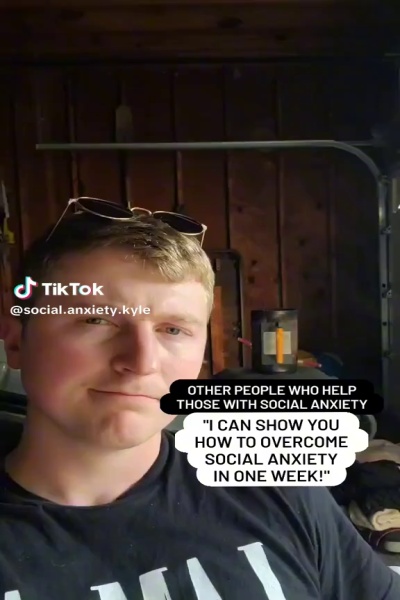 TikTok
@social.anxiety.kyle
OTHER PEOPLE WHO HELP
THOSE WITH SOCIAL ANXIETY
"I CAN SHOW YOU
HOW TO OVERCOME
SOCIAL ANXIETY
IN ONE WEEK!"